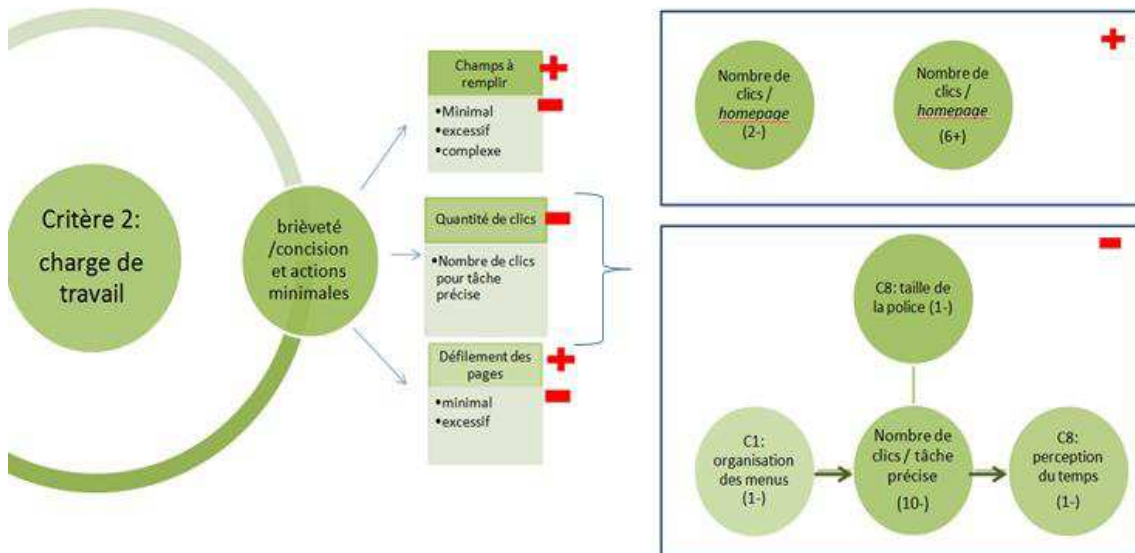 Critère 2:
charge de
travail
brièveté
/concision
et actions
minimales
Champs à
remplir
•Minimal
•excessif
•complexe
Quantité de clics
•Nombre de clics
pour tâche
précise
Défilement des
pages
•minimal
•excessif
Nombre de
clics /
homepage
(2-)
Nombre de
clics /
homepage
(6+)
C8: taille de
la police (1-)
C1:
organisation
des menus
(1-)
Nombre de
clics / tâche
précise
(10-)
C8:
perception
du temps
(1-)